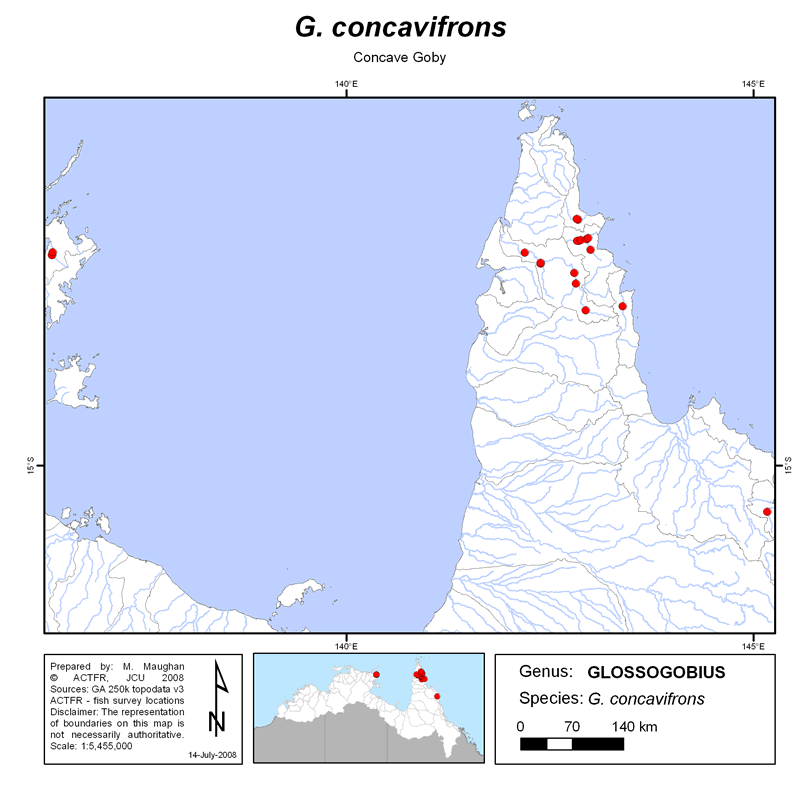 G. concavifrons
Concave Goby
140°E
145°E
15°S
15°S
140°E
145°E
Prepared by: M. Maughan
© ACTFR, JCU 2008
Sources: GA 250k topodata v3
ACTFR - fish survey locations
Disclaimer: The representation
of boundaries on this map is
not necessarily authoritative.
Scale: 1:5,455,000
N
14-July-2008
Genus: GLOSSOGOBIUS
Species: G. concavifrons
0 70 140 km